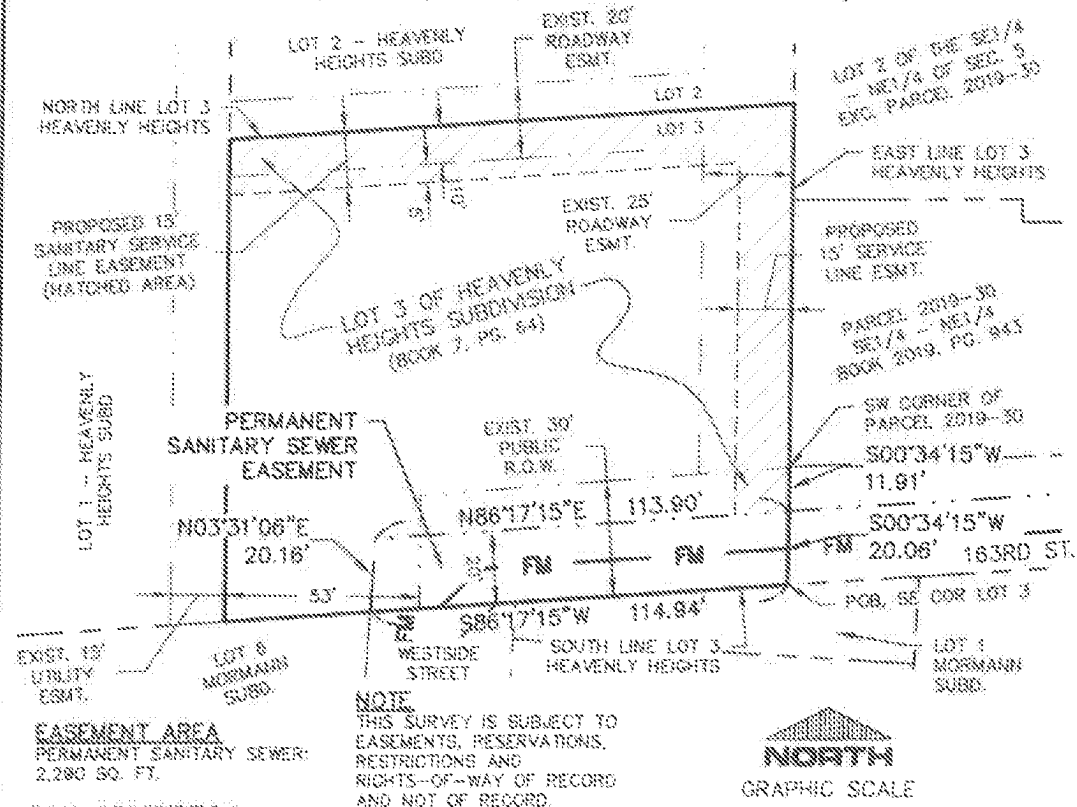 LOT 2 - HEAVENLY
HEIGHTS SUBD
EXIST. 20'
ROADWAY
ESMT.
LOT 2 OF THE SE1/4
- NE1/4 OF SEC. 5
EXC. PARCEL 2019-30
NORTH LINE LOT 3
HEAVENLY HEIGHTS
LOT 2
LOT 3
EAST LINE LOT 3
HEAVENLY HEIGHTS
PROPOSED 15'
SANITARY SERVICE
LINE EASEMENT
(HATCHED AREA)
EXIST. 25'
ROADWAY
ESMT.
PROPOSED
15' SERVICE
LINE ESMT.
LOT 3 OF HEAVENLY
HEIGHTS SUBDIVISION
(BOOK 7, PG. 64)
PARCEL 2019-30
SE1/4 - NE1/4
BOOK 2019, PG. 943
LOT 1 - HEAVENLY
HEIGHTS SUBD
PERMANENT
SANITARY SEWER
EASEMENT
EXIST. 30'
PUBLIC
R.O.W.
SW CORNER OF
PARCEL 2019-30
S00°34'15"W
11.91'
N03°31'06"E
20.16'
N86°17'15"E 113.90'
S00°34'15"W
20.06'
163RD ST.
FM
FM
FM
53'
S86°17'15"W 114.94'
POB, SE COR LOT 3
FM
EXIST. 15'
UTILITY
ESMT.
LOT 6
MORMANN
SUBD.
WESTSIDE
STREET
SOUTH LINE LOT 3
HEAVENLY HEIGHTS
LOT 1
MORMANN
SUBD.
EASEMENT AREA
PERMANENT SANITARY SEWER:
2,290 SQ. FT.
NOTE
THIS SURVEY IS SUBJECT TO
EASEMENTS, RESERVATIONS,
RESTRICTIONS AND
RIGHTS-OF-WAY OF RECORD
AND NOT OF RECORD.
NORTH
GRAPHIC SCALE